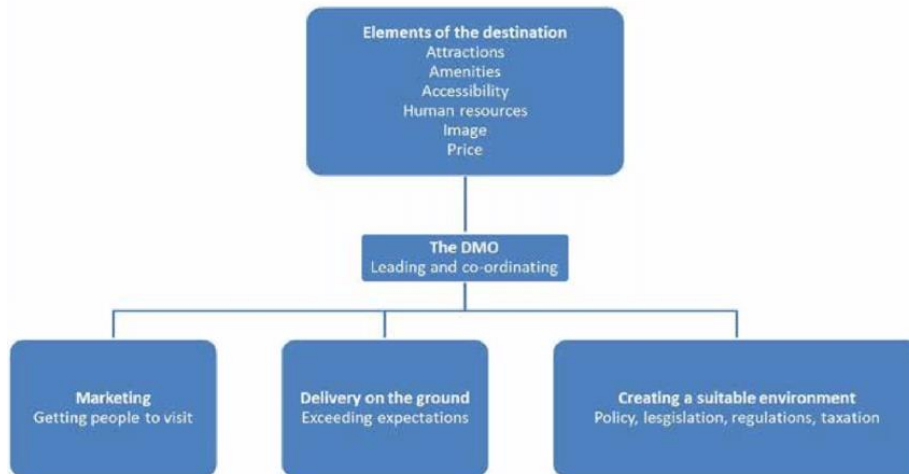 Elements of the destination
Attractions
Amenities
Accessibility
Human resources
Image
Price
The DMO
Leading and co-ordinating
Marketing
Getting people to visit
Delivery on the ground
Exceeding expectations
Creating a suitable environment
Policy, lesgislation, regulations, taxation